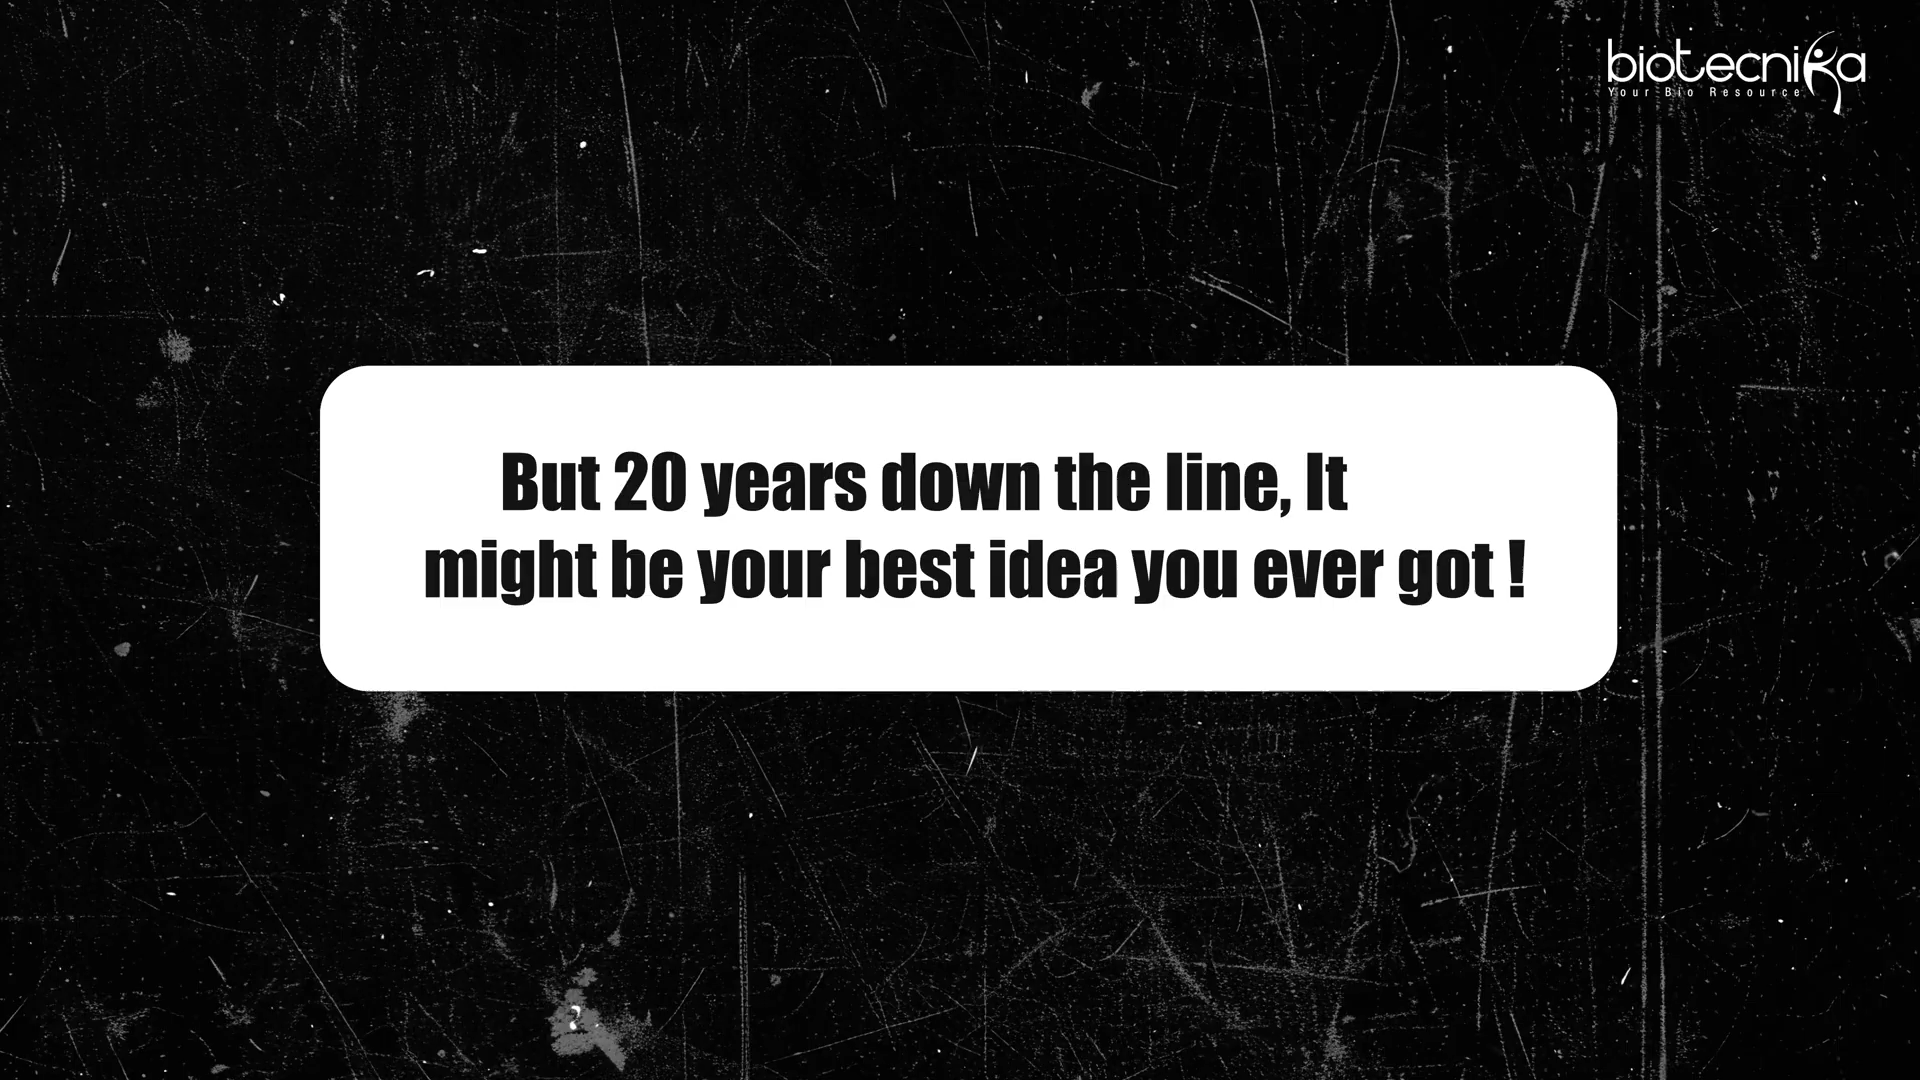 biotecnika
Your Bio Resource
But 20 years down the line, It
might be your best idea you ever got !